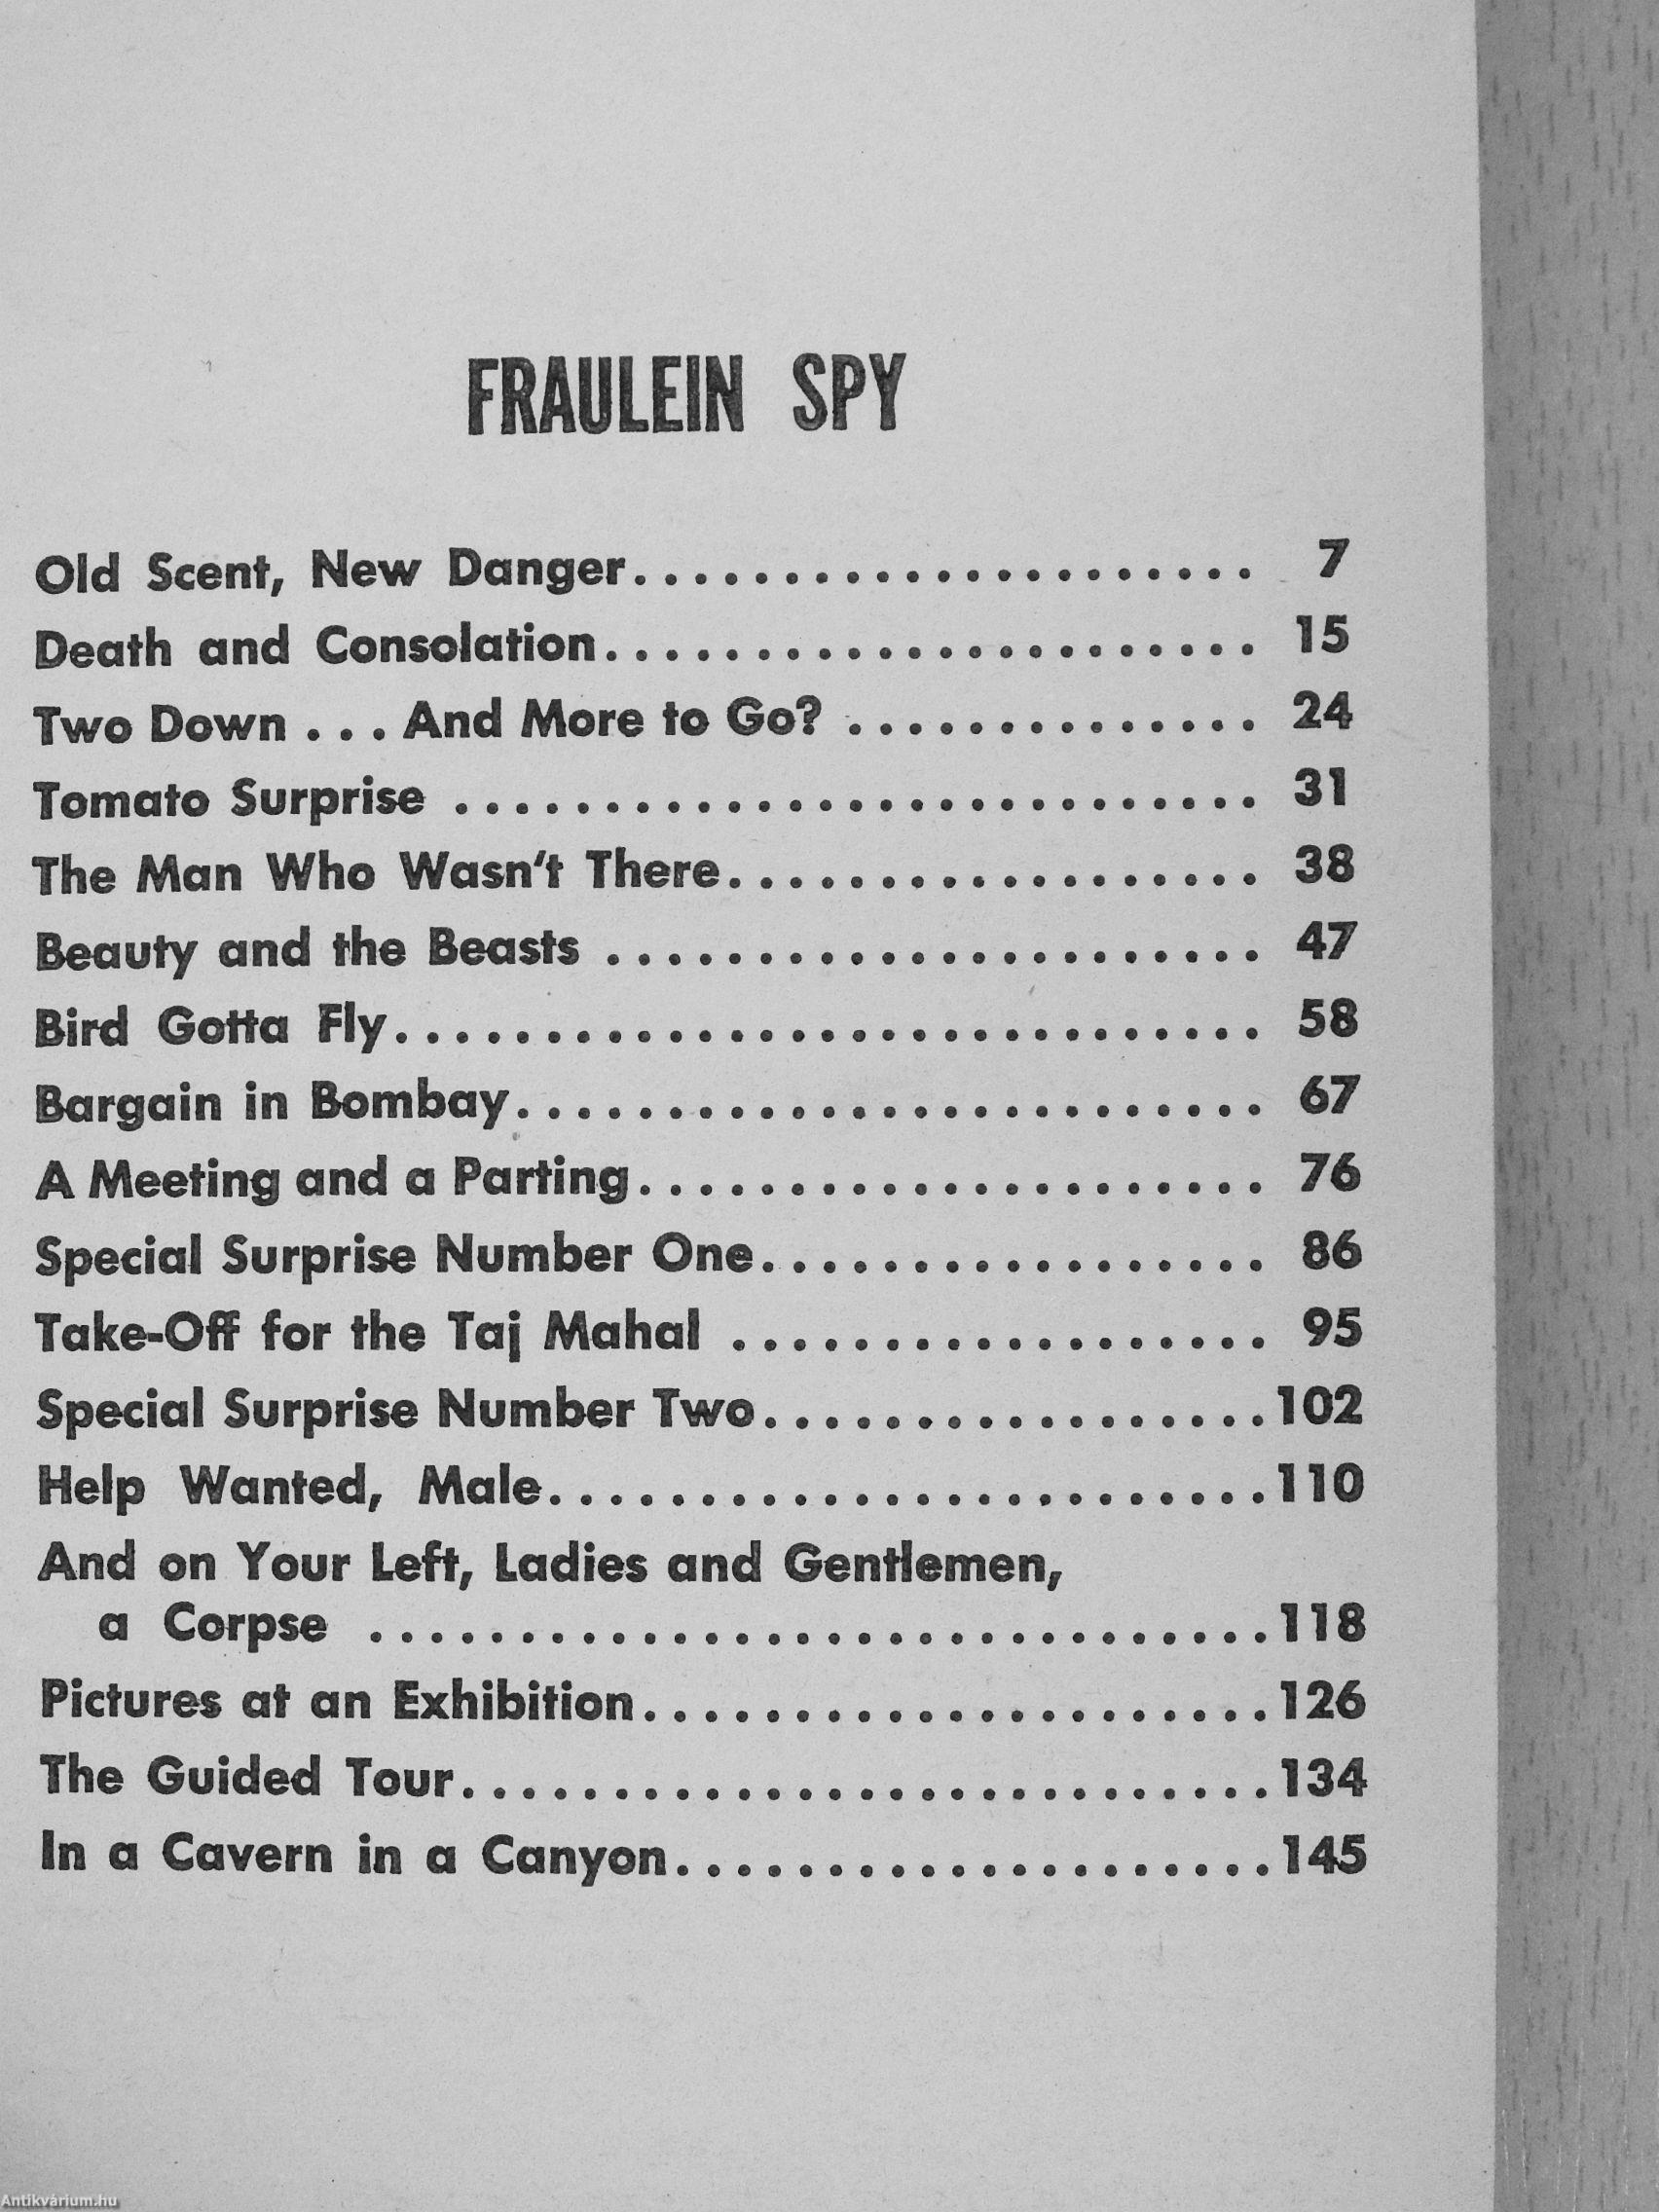 FRAULEIN SPY
Old Scent, New Danger..................... 7
Death and Consolation...................... 15
Two Down . . . And More to Go? .............. 24
Tomato Surprise ........................... 31
The Man Who Wasn't There.................. 38
Beauty and the Beasts ...................... 47
Bird Gotta Fly............................. 58
Bargain in Bombay......................... 67
A Meeting and a Parting..................... 76
Special Surprise Number One................. 86
Take-Off for the Taj Mahal .................. 95
Special Surprise Number Two.................102
Help Wanted, Male........................110
And on Your Left, Ladies and Gentlemen,
a Corpse ..............................118
Pictures at an Exhibition.....................126
The Guided Tour...........................134
In a Cavern in a Canyon....................145
Antikvárium.hu